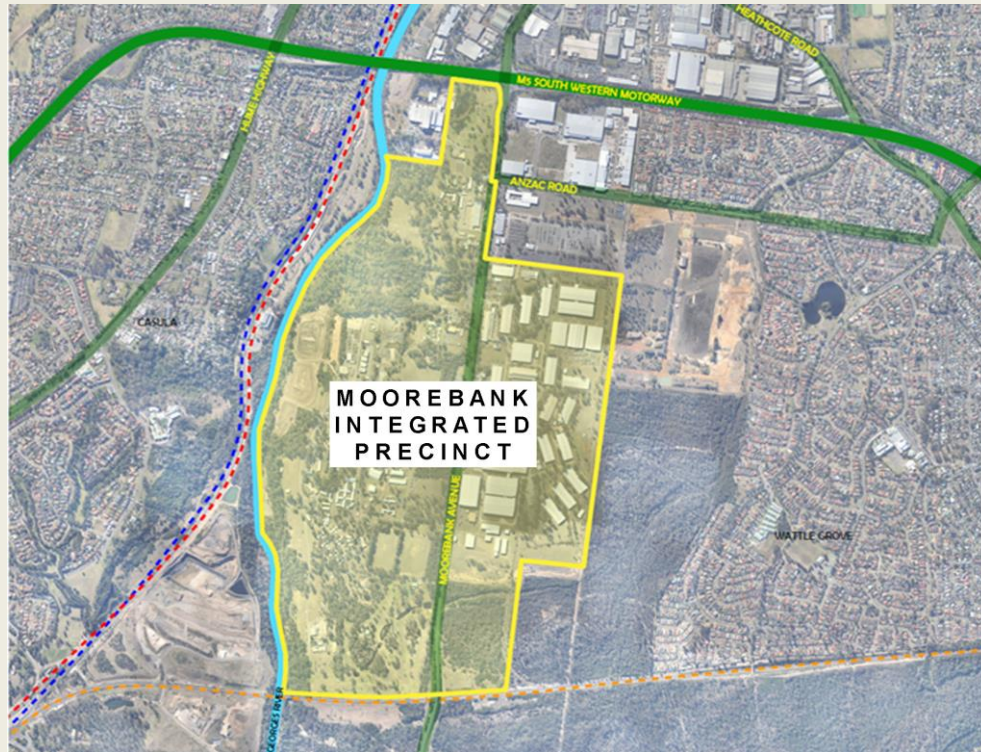 HEATHCOTE ROAD
HUME HIGHWAY
M5 SOUTH WESTERN MOTORWAY
ANZAC ROAD
CASULA
MOOREBANK
INTEGRATED
PRECINCT
MOOREBANK AVENUE
WATTLE GROVE
GEORGES RIVER